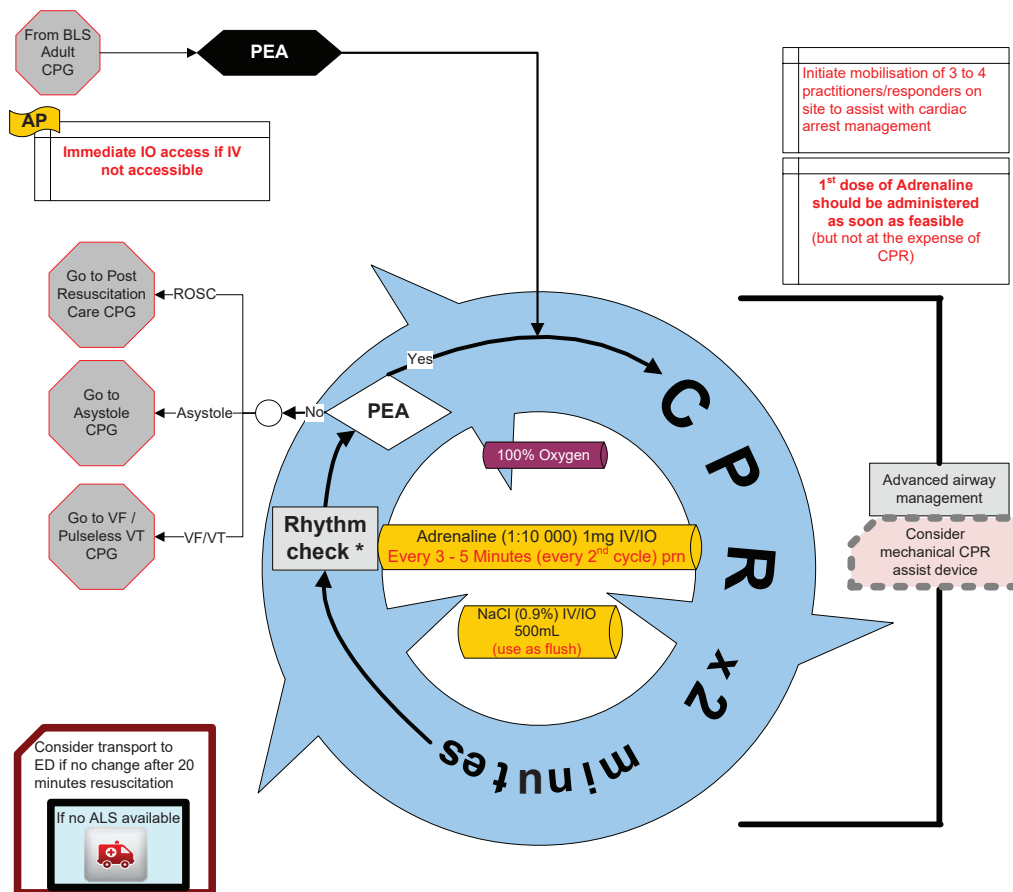 From BLS
Adult
CPG
PEA
AP
Immediate IO access if IV
not accessible
Initiate mobilisation of 3 to 4
practitioners/responders on
site to assist with cardiac
arrest management
1st dose of Adrenaline
should be administered
as soon as feasible
(but not at the expense of
CPR)
Go to Post
Resuscitation
Care CPG
ROSC
Go to
Asystole
CPG
Asystole
Go to VF /
Pulseless VT
CPG
VF/VT
No
PEA
Yes
CPR x2 minutes
100% Oxygen
Rhythm
check *
Adrenaline (1:10 000) 1mg IV/IO
Every 3 - 5 Minutes (every 2nd cycle) prn
NaCl (0.9%) IV/IO
500mL
(use as flush)
Advanced airway
management
Consider
mechanical CPR
assist device
Consider transport to
ED if no change after 20
minutes resuscitation
If no ALS available